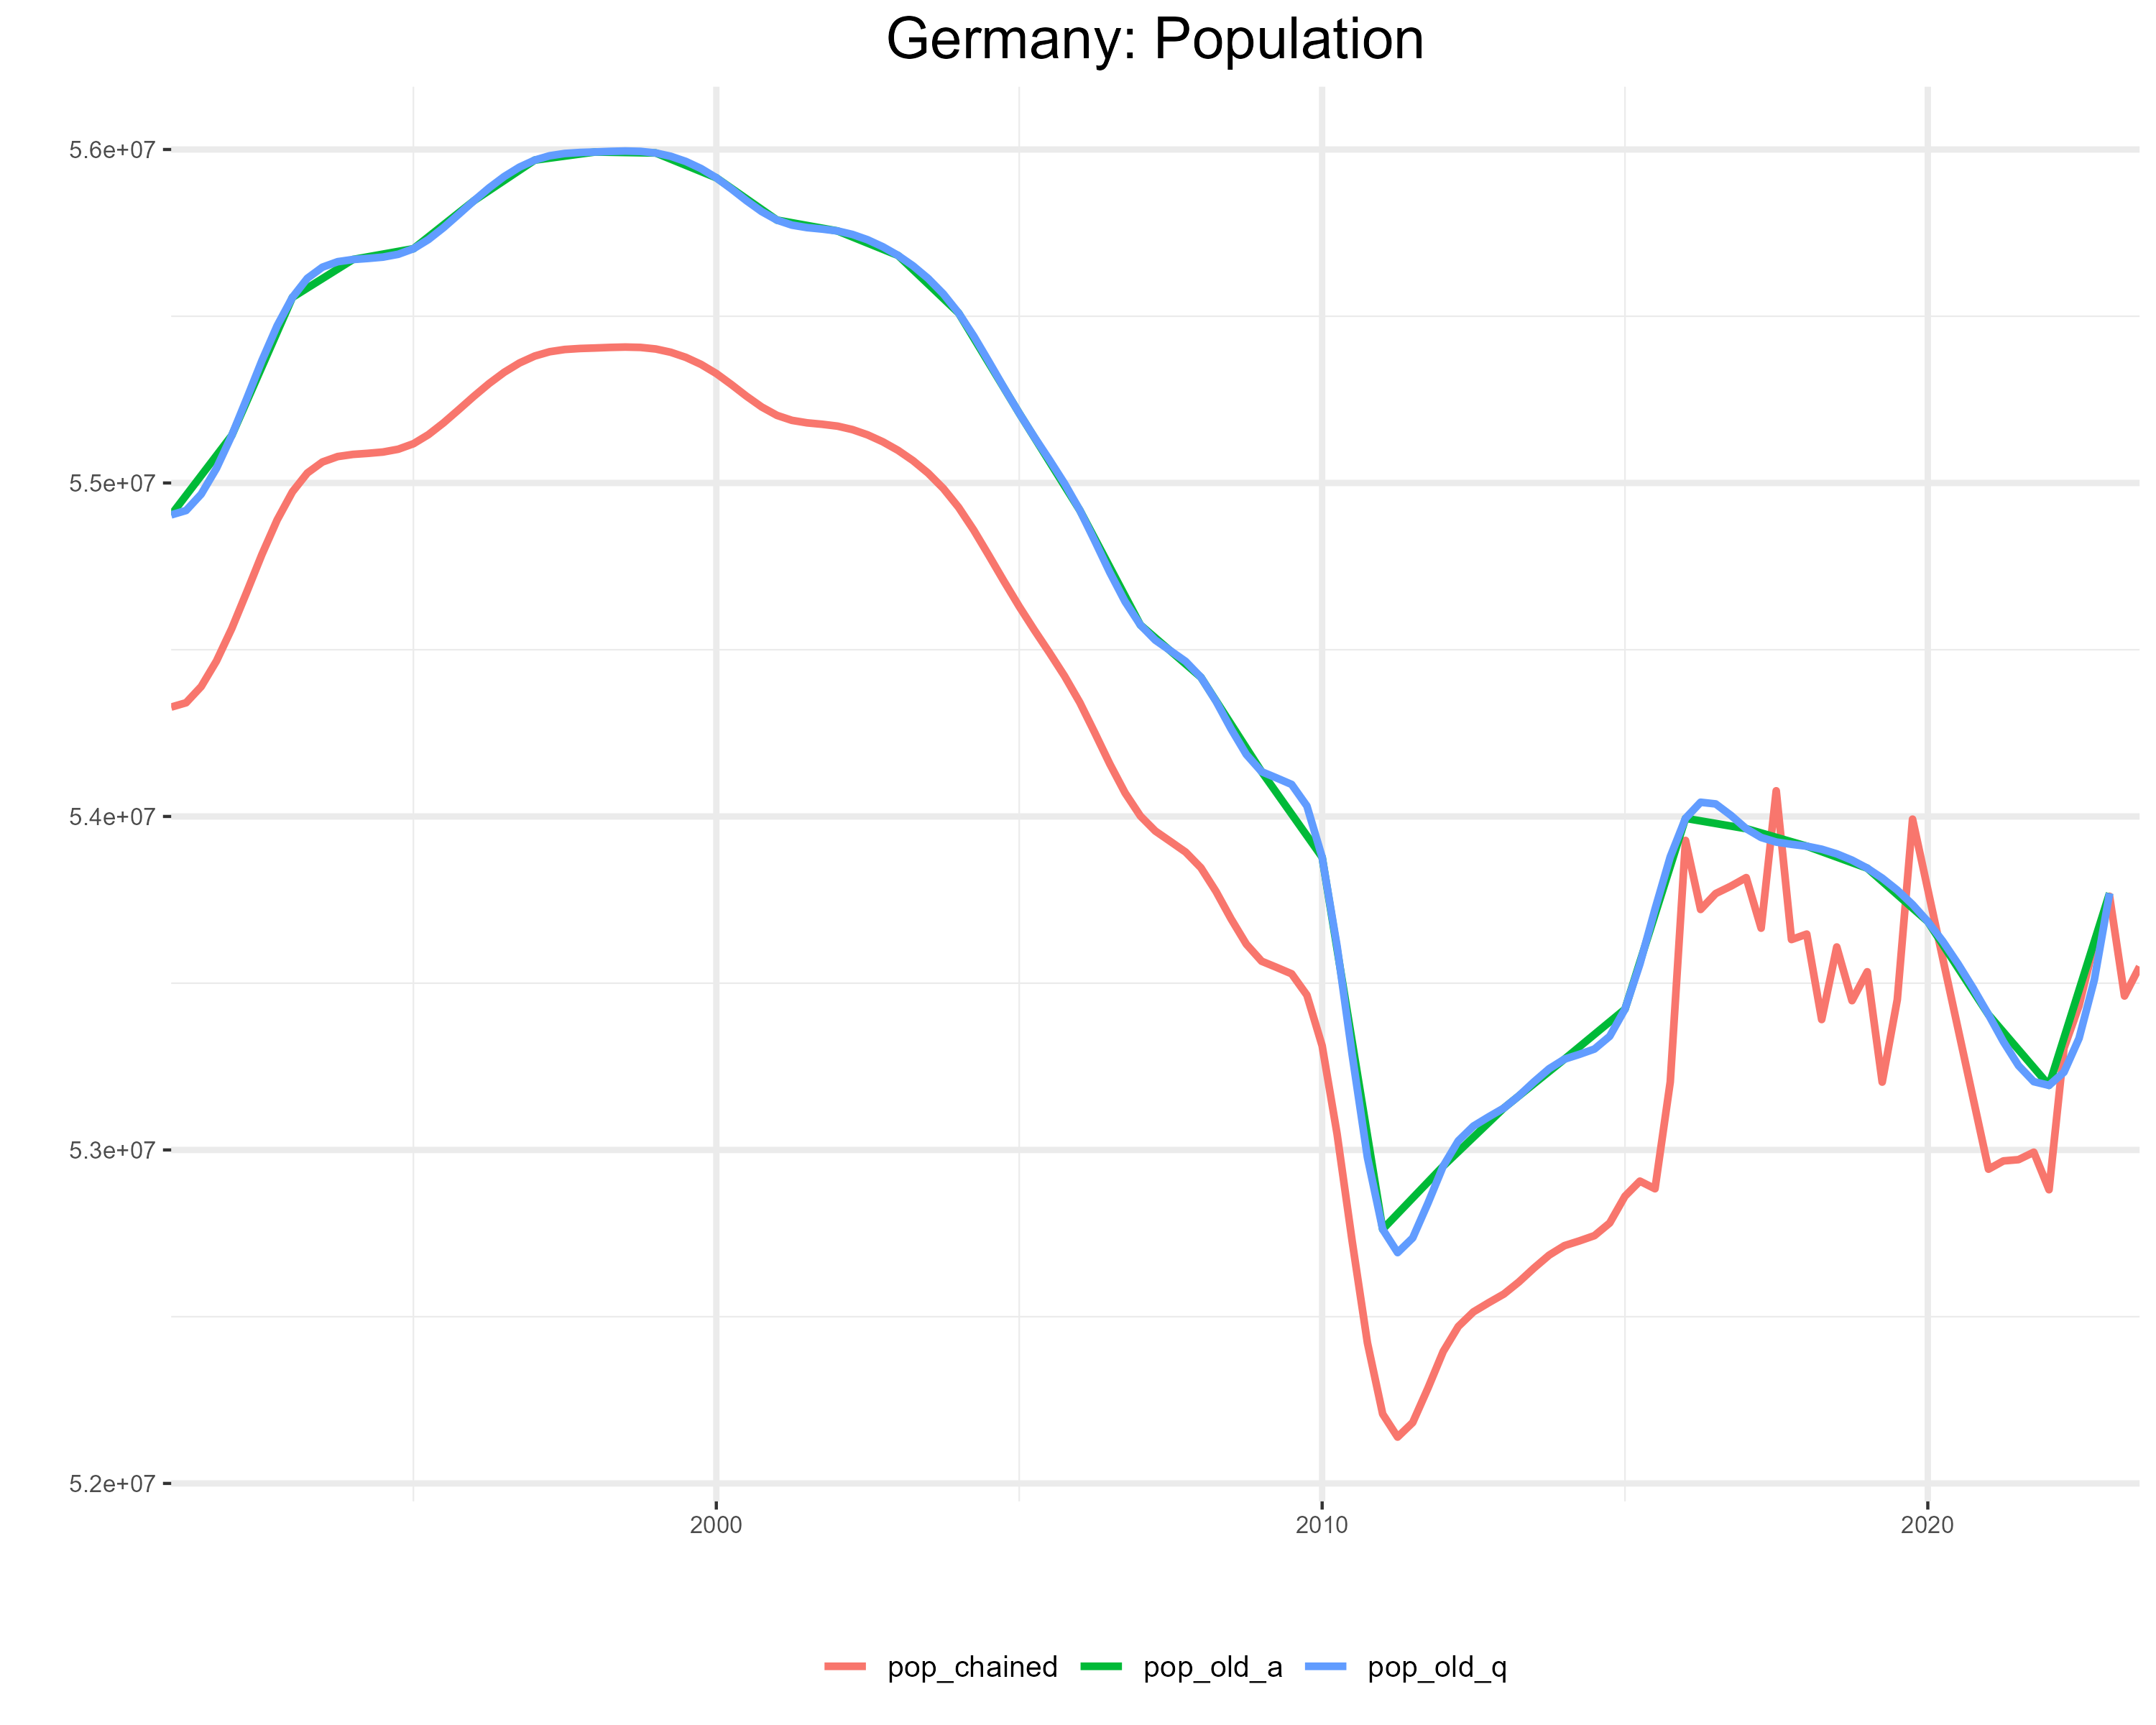 Germany: Population
5.6e+07
5.5e+07
5.4e+07
5.3e+07
5.2e+07
2000 2010 2020
pop_chained pop_old_a pop_old_q